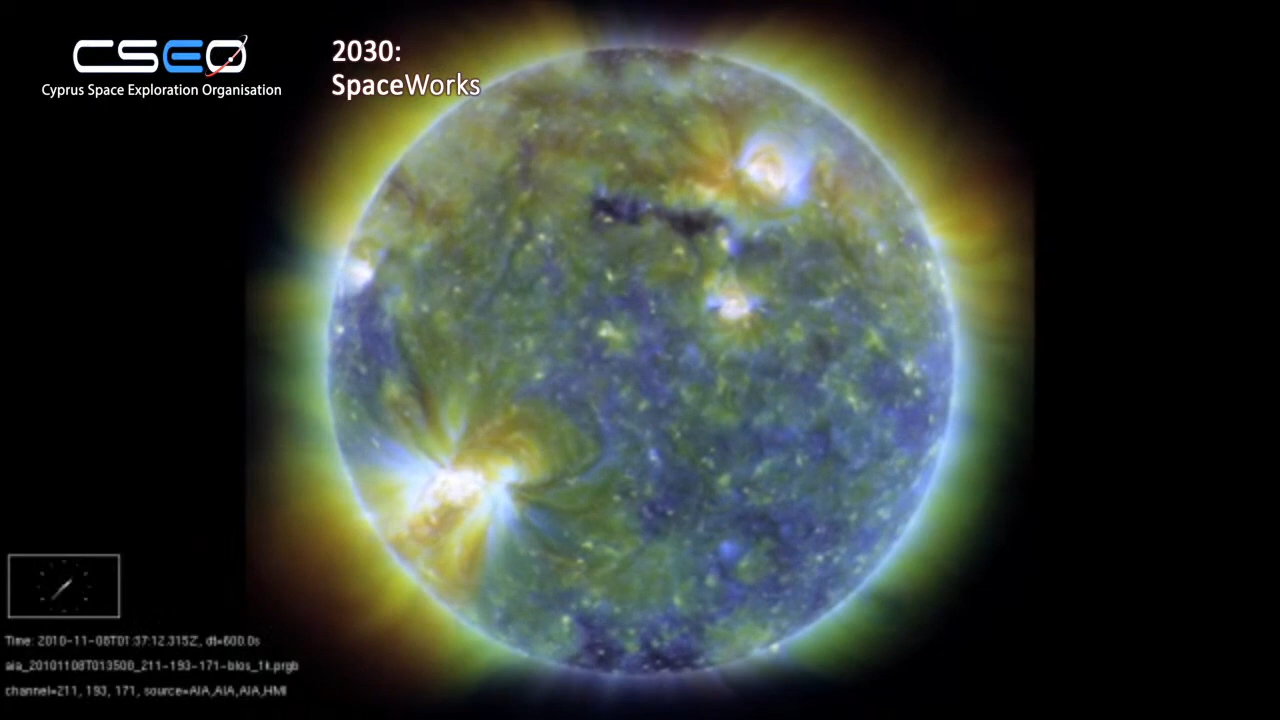 CSEO
Cyprus Space Exploration Organisation
2030:
SpaceWorks
Time: 2010-11-08T01:37:12.315Z, dt=600.0s
aia_20101108T013506_211-193-171-blos_1k.prgb
channel=211, 193, 171, source=AIA,AIA,AIA,HMI